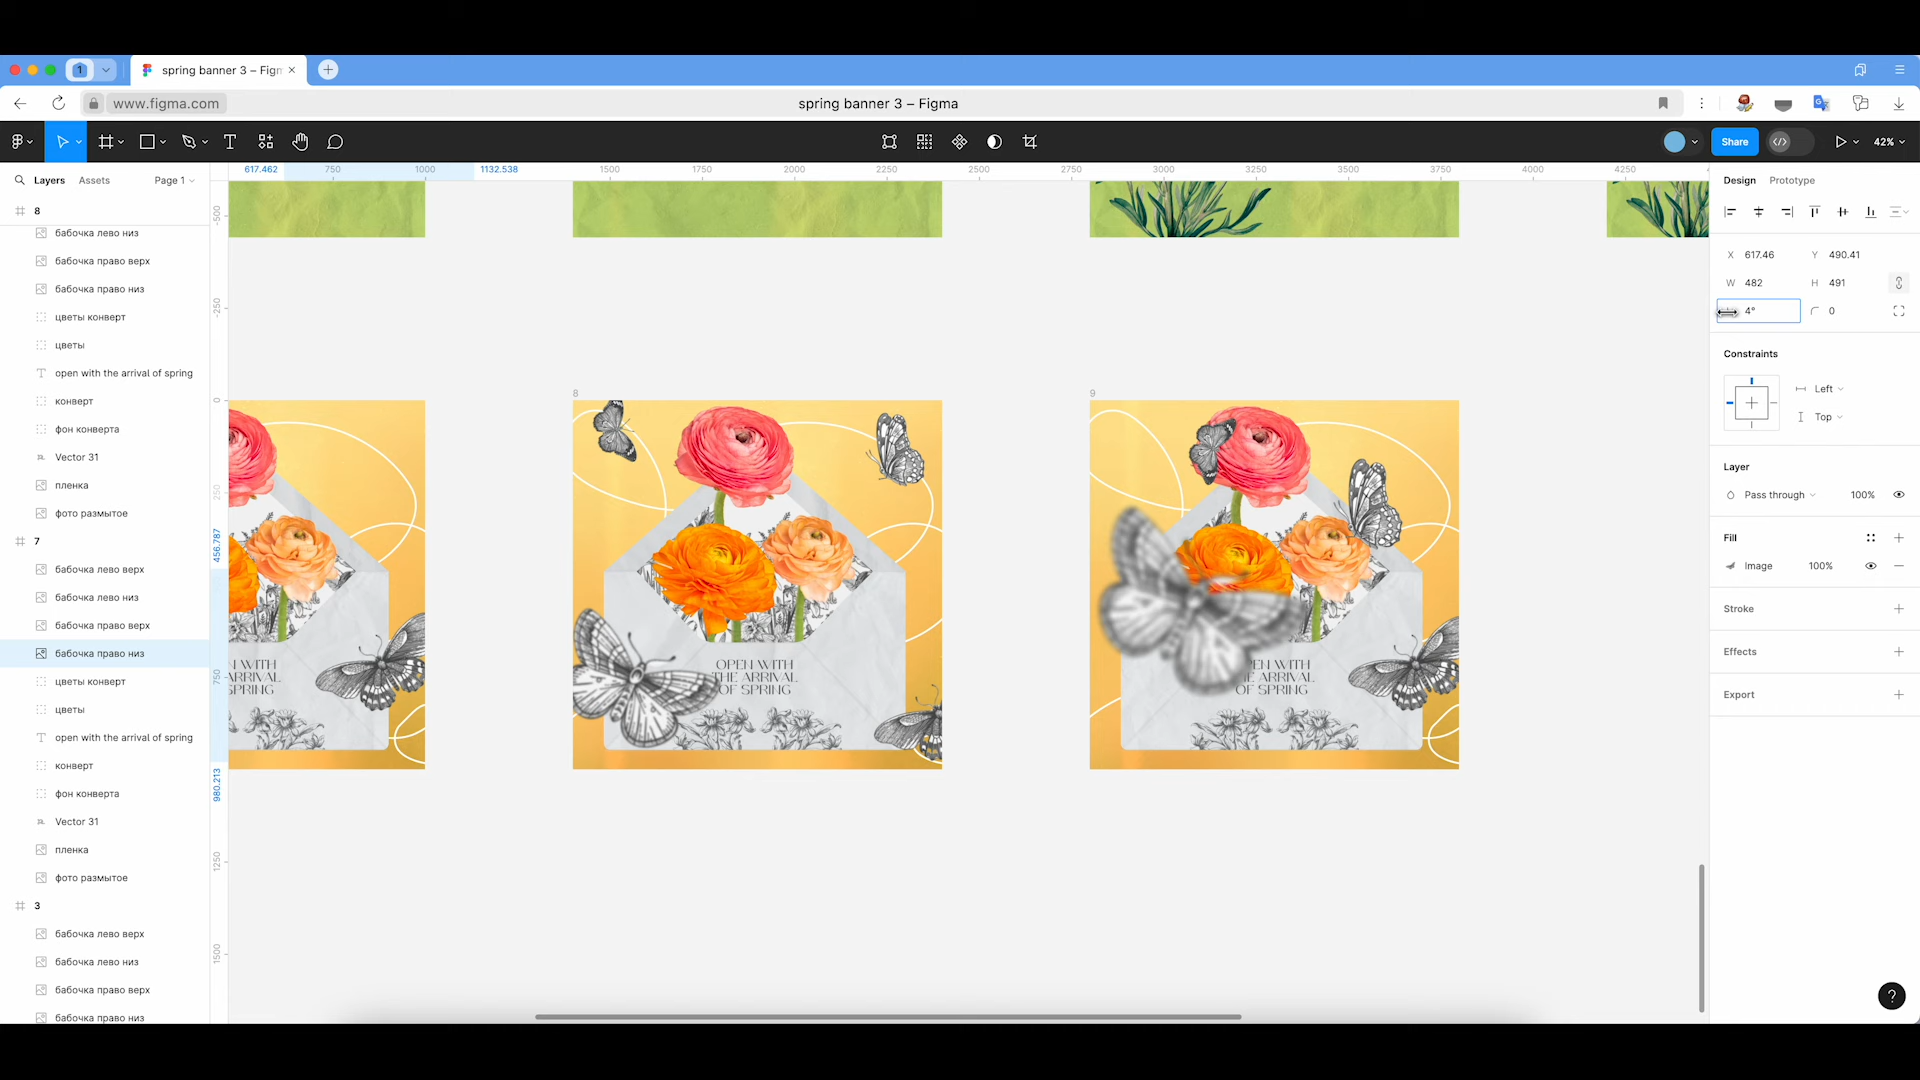 1
spring banner 3 – Figm
www.figma.com
spring banner 3 – Figma
Share
42%
Layers
Assets
Page 1
8
бабочка лево низ
бабочка право верх
бабочка право низ
цветы конверт
цветы
open with the arrival of spring
конверт
фон конверта
Vector 31
пленка
фото размытое
7
бабочка лево верх
бабочка лево низ
бабочка право верх
бабочка право низ
цветы конверт
цветы
open with the arrival of spring
конверт
фон конверта
Vector 31
пленка
фото размытое
3
бабочка лево верх
бабочка лево низ
бабочка право верх
бабочка право низ
617.462
750
1000
1132.538
1500
1750
2000
2250
2500
2750
3000
3250
3500
3750
4000
4250
-500
-250
0
250
456.787
750
980.213
1250
1500
N WITH
ARRIVAL
SPRING
8
OPEN WITH
THE ARRIVAL
OF SPRING
9
PEN WITH
E ARRIVAL
OF SPRING
Design
Prototype
X 617.46
Y 490.41
W 482
H 491
4°
0
Constraints
Left
Top
Layer
Pass through
100%
Fill
Image
100%
Stroke
Effects
Export
?